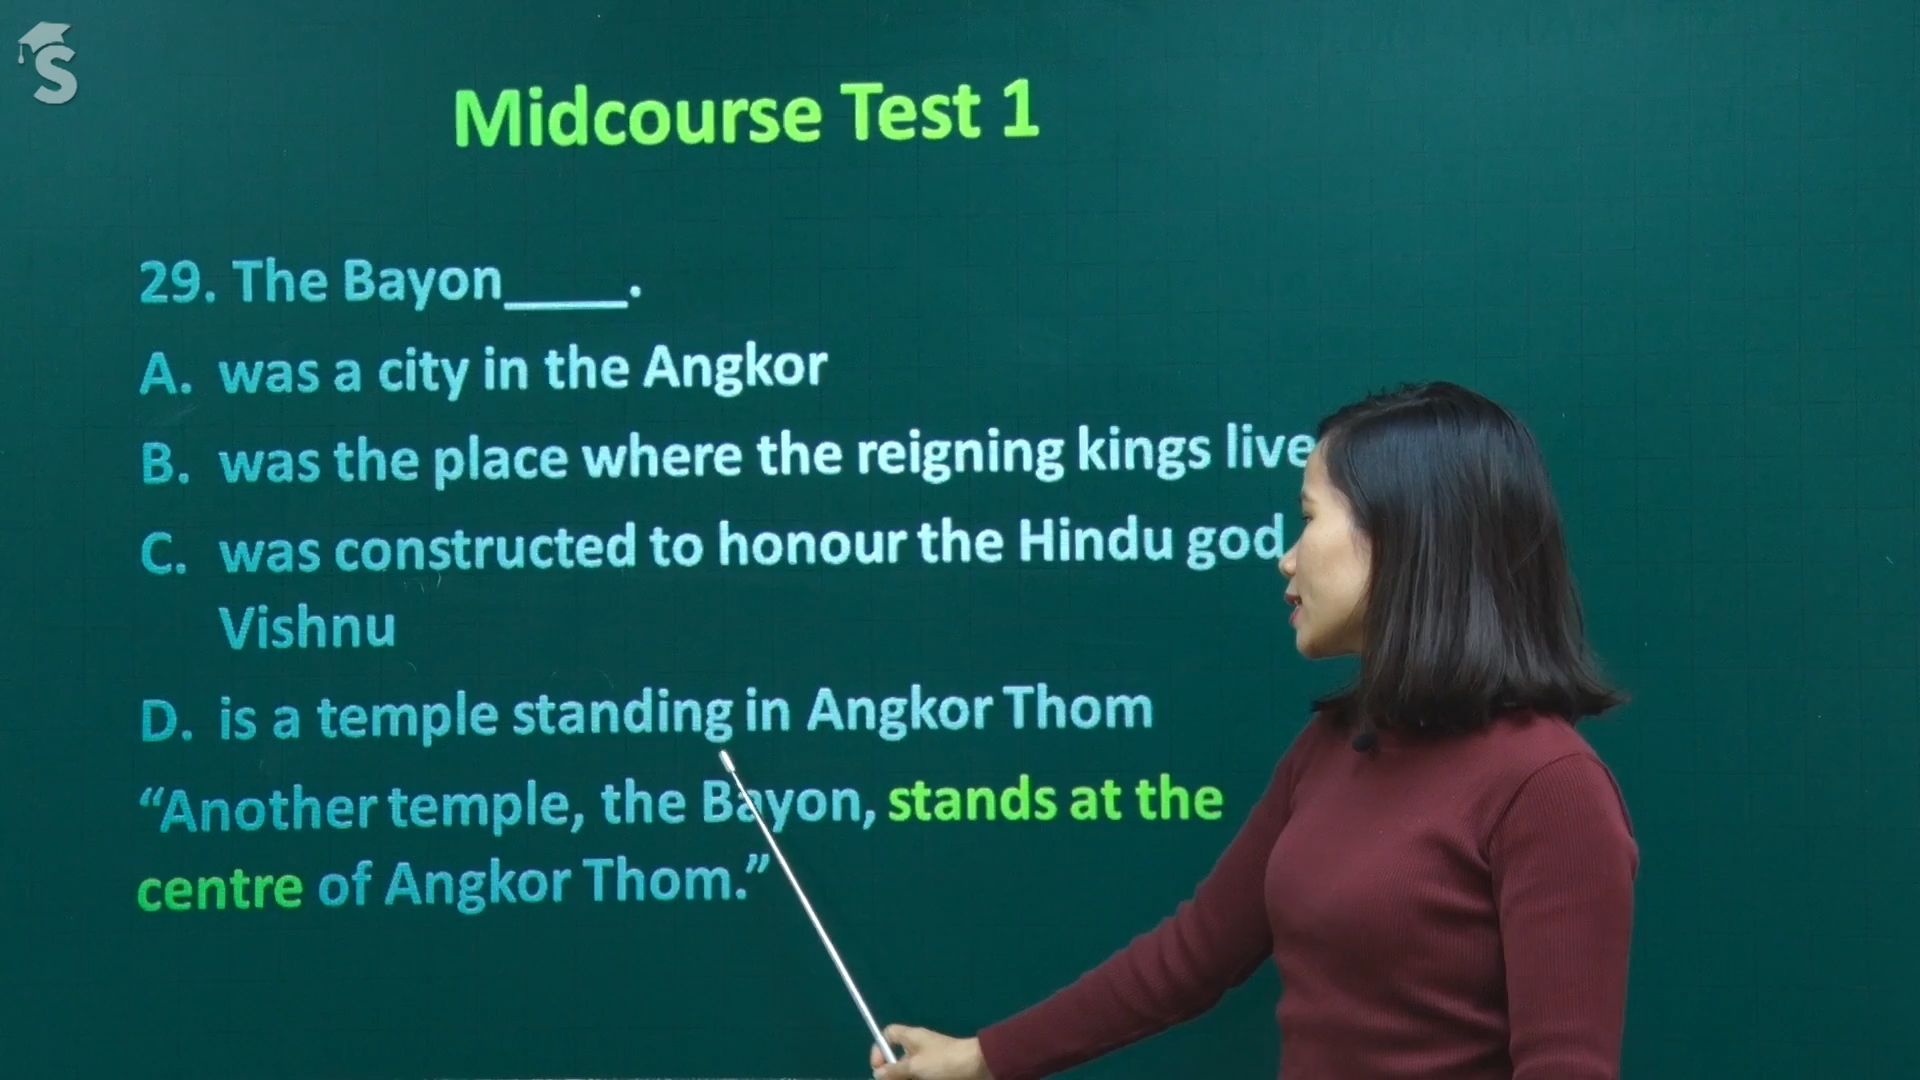 S
Midcourse Test 1
29. The Bayon____.
A. was a city in the Angkor
B. was the place where the reigning kings live
C. was constructed to honour the Hindu god
Vishnu
D. is a temple standing in Angkor Thom
“Another temple, the Bayon, stands at the
centre of Angkor Thom.”